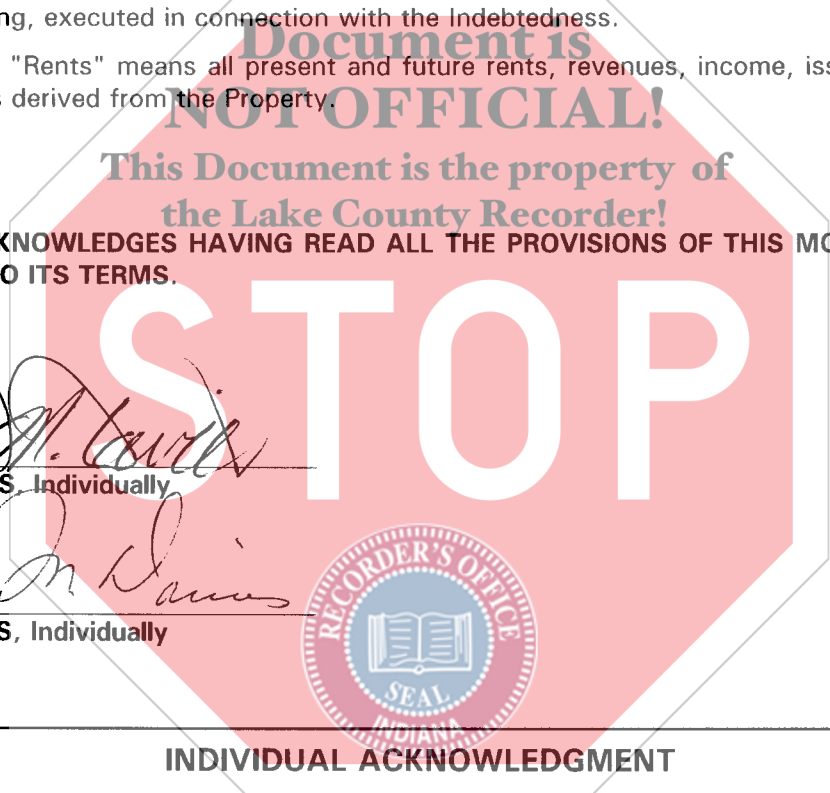 ng, executed in connection with the Indebtedness.
Document is
"Rents" means all present and future rents, revenues, income, iss
s derived from the Property.
NOT OFFICIAL!
This Document is the property of
the Lake County Recorder!
KNOWLEDGES HAVING READ ALL THE PROVISIONS OF THIS MO
O ITS TERMS.
STOP
S, Individually
RECORDER'S OFFICE
S, Individually
SEAL
INDIANA
INDIVIDUAL ACKNOWLEDGMENT